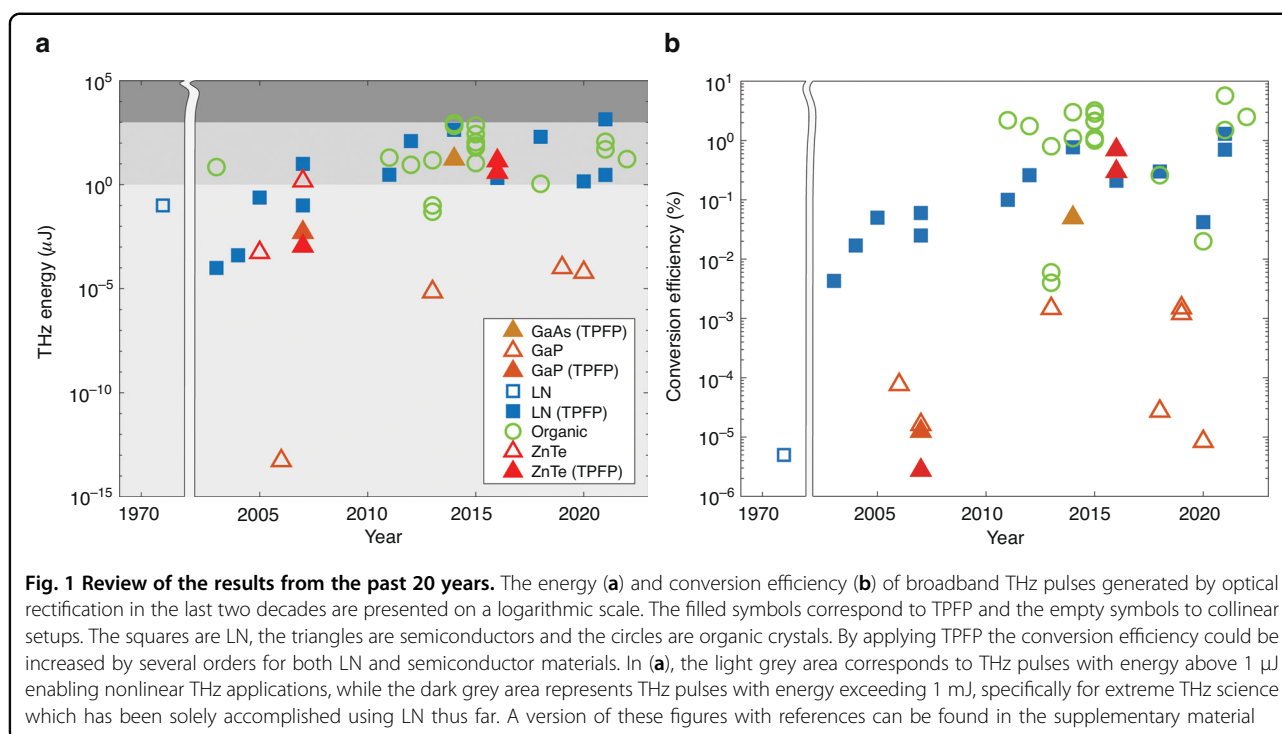 a
b
10⁵
10⁰
10⁻⁵
10⁻¹⁰
10⁻¹⁵
THz energy (μJ)
1970
2005
2010
2015
2020
Year
GaAs (TPFP)
GaP
GaP (TPFP)
LN
LN (TPFP)
Organic
ZnTe
ZnTe (TPFP)
10¹
10⁰
10⁻¹
10⁻²
10⁻³
10⁻⁴
10⁻⁵
10⁻⁶
Conversion efficiency (%)
1970
2005
2010
2015
2020
Year
Fig. 1 Review of the results from the past 20 years. The energy (a) and conversion efficiency (b) of broadband THz pulses generated by optical
rectification in the last two decades are presented on a logarithmic scale. The filled symbols correspond to TPFP and the empty symbols to collinear
setups. The squares are LN, the triangles are semiconductors and the circles are organic crystals. By applying TPFP the conversion efficiency could be
increased by several orders for both LN and semiconductor materials. In (a), the light grey area corresponds to THz pulses with energy above 1 μJ
enabling nonlinear THz applications, while the dark grey area represents THz pulses with energy exceeding 1 mJ, specifically for extreme THz science
which has been solely accomplished using LN thus far. A version of these figures with references can be found in the supplementary material